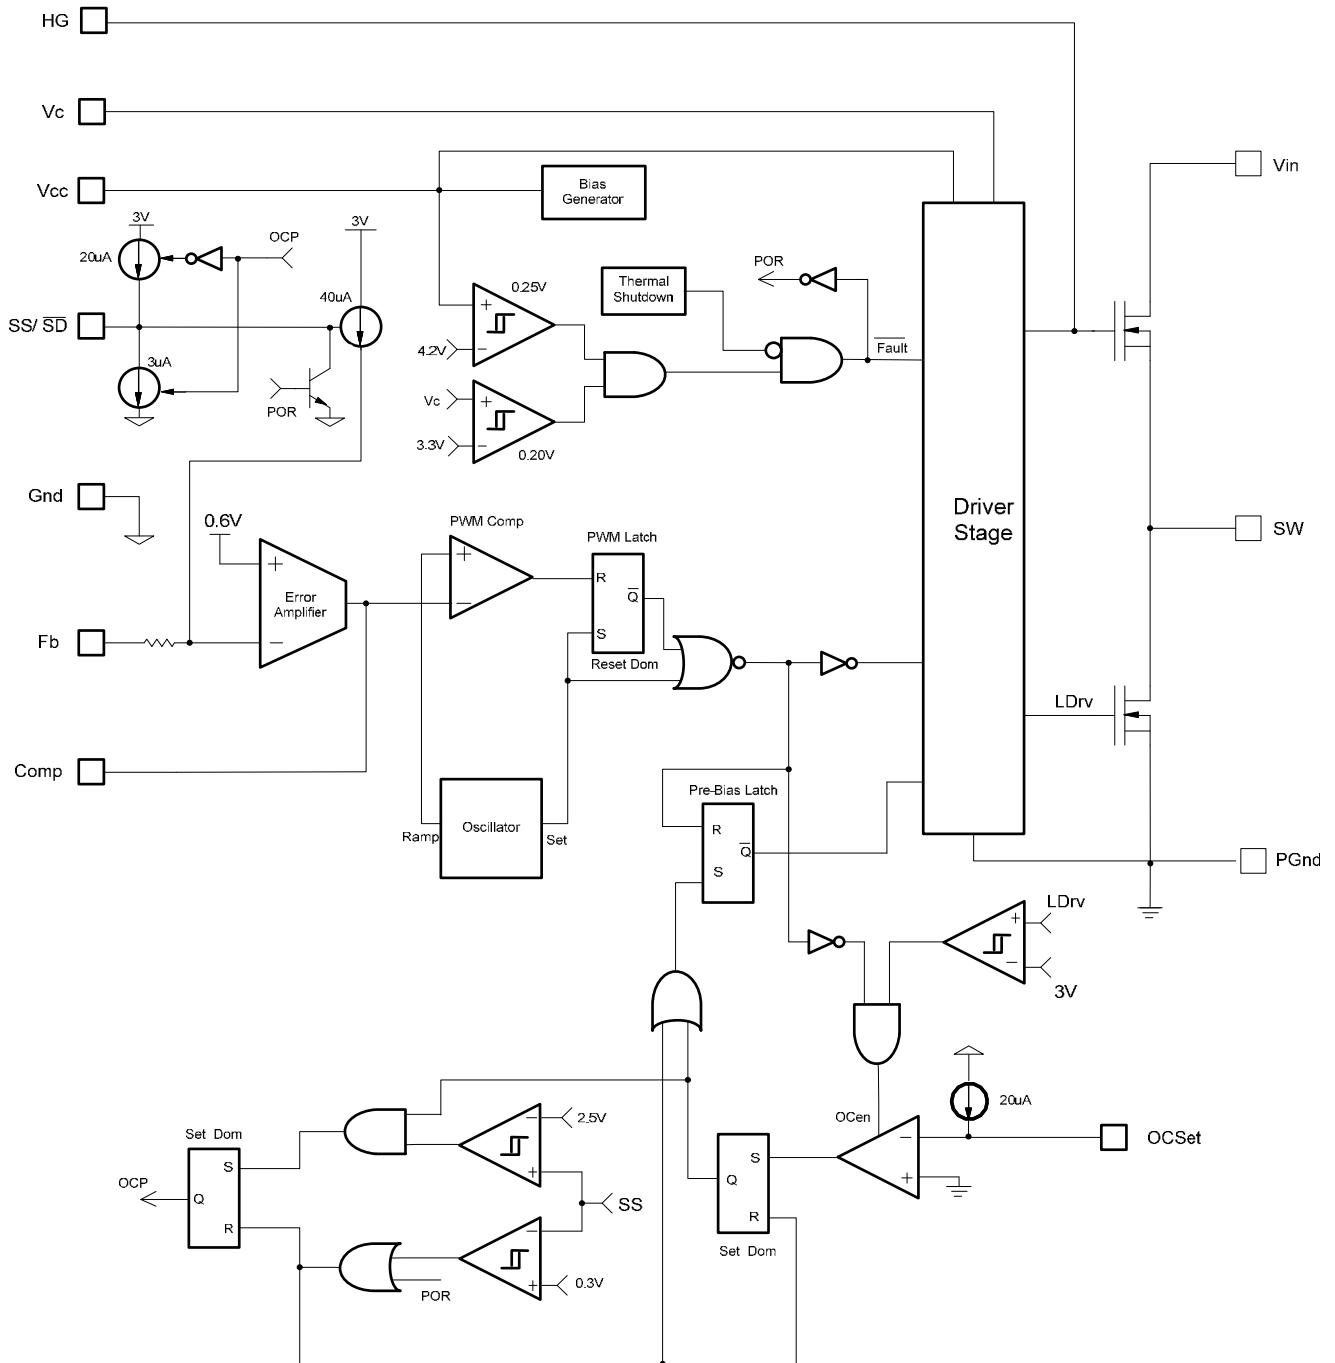 HG
Vc
Vcc
Bias
Generator
Vin
3V
3V
OCP
20uA
POR
Thermal
Shutdown
0.25V
40uA
SS/ SD
4.2V
Fault
3uA
POR
Vc
3.3V
0.20V
Gnd
Driver
Stage
0.6V
PWM Comp
SW
PWM Latch
+
+
R
Q
Error
Amplifier
−
S
Fb
−
Reset Dom
LDrv
Comp
Pre-Bias Latch
Oscillator
Ramp
Set
R
Q
S
PGnd
LDrv
+
−
3V
20uA
OCen
2.5V
−
OCSet
−
+
Set Dom
S
OCP
Q
R
+
SS
S
Q
R
−
Set Dom
0.3V
+
POR
+
−
+
−